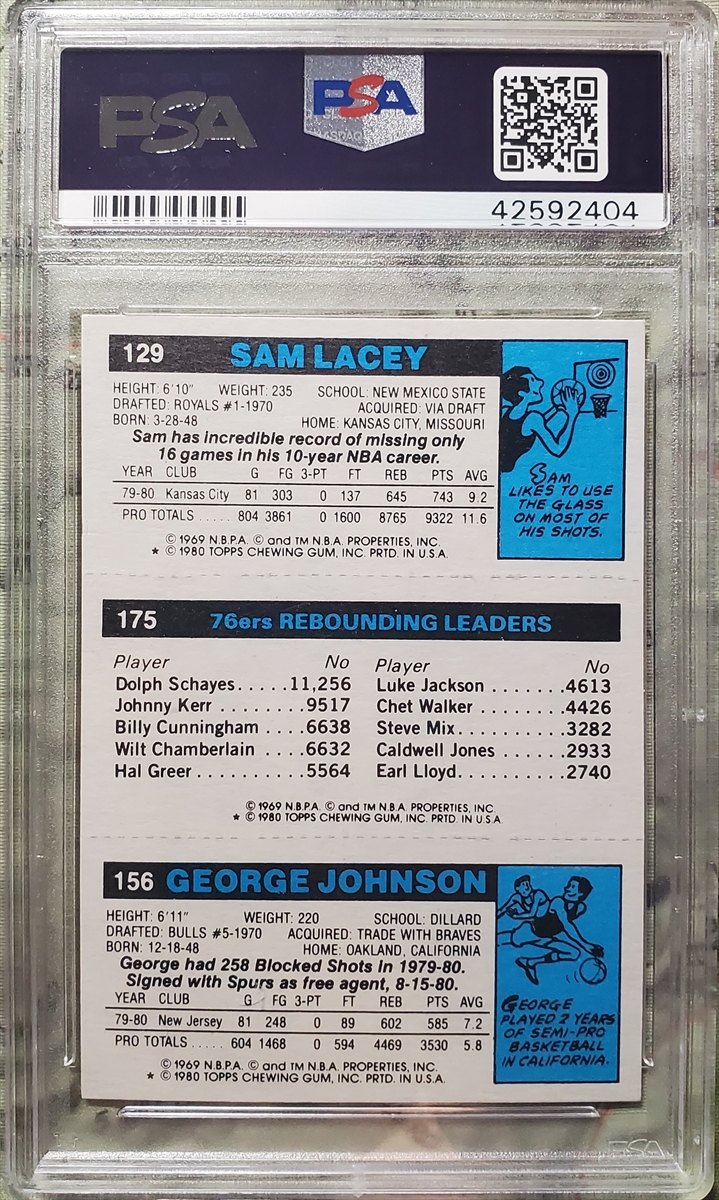 PSA
PSA
42592404
129 SAM LACEY
HEIGHT: 6'10" WEIGHT: 235 SCHOOL: NEW MEXICO STATE
DRAFTED: ROYALS #1-1970 ACQUIRED: VIA DRAFT
BORN: 3-28-48 HOME: KANSAS CITY, MISSOURI
Sam has incredible record of missing only
16 games in his 10-year NBA career.
YEAR CLUB G FG 3-PT FT REB PTS AVG
79-80 Kansas City 81 303 0 137 645 743 9.2
PRO TOTALS ..... 804 3861 0 1600 8765 9322 11.6
© 1969 N.B.P.A. © and TM N.B.A. PROPERTIES, INC.
★ © 1980 TOPPS CHEWING GUM, INC. PRTD. IN U.S.A.
SAM
LIKES TO USE
THE GLASS
ON MOST OF
HIS SHOTS.
175 76ers REBOUNDING LEADERS
Player No Player No
Dolph Schayes.....11,256 Luke Jackson ........4613
Johnny Kerr ........9517 Chet Walker ........4426
Billy Cunningham ....6638 Steve Mix..........3282
Wilt Chamberlain ....6632 Caldwell Jones ......2933
Hal Greer ..........5564 Earl Lloyd..........2740
© 1969 N.B.P.A. © and TM N.B.A. PROPERTIES, INC.
★ © 1980 TOPPS CHEWING GUM, INC. PRTD. IN U.S.A.
156 GEORGE JOHNSON
HEIGHT: 6'11" WEIGHT: 220 SCHOOL: DILLARD
DRAFTED: BULLS #5-1970 ACQUIRED: TRADE WITH BRAVES
BORN: 12-18-48 HOME: OAKLAND, CALIFORNIA
George had 258 Blocked Shots in 1979-80.
Signed with Spurs as free agent, 8-15-80.
YEAR CLUB G FG 3-PT FT REB PTS AVG
79-80 New Jersey 81 248 0 89 602 585 7.2
PRO TOTALS ..... 604 1468 0 594 4469 3530 5.8
© 1969 N.B.P.A. © and TM N.B.A. PROPERTIES, INC.
★ © 1980 TOPPS CHEWING GUM, INC. PRTD. IN U.S.A.
GEORGE
PLAYED 2 YEARS
OF SEMI-PRO
BASKETBALL
IN CALIFORNIA.
PSA